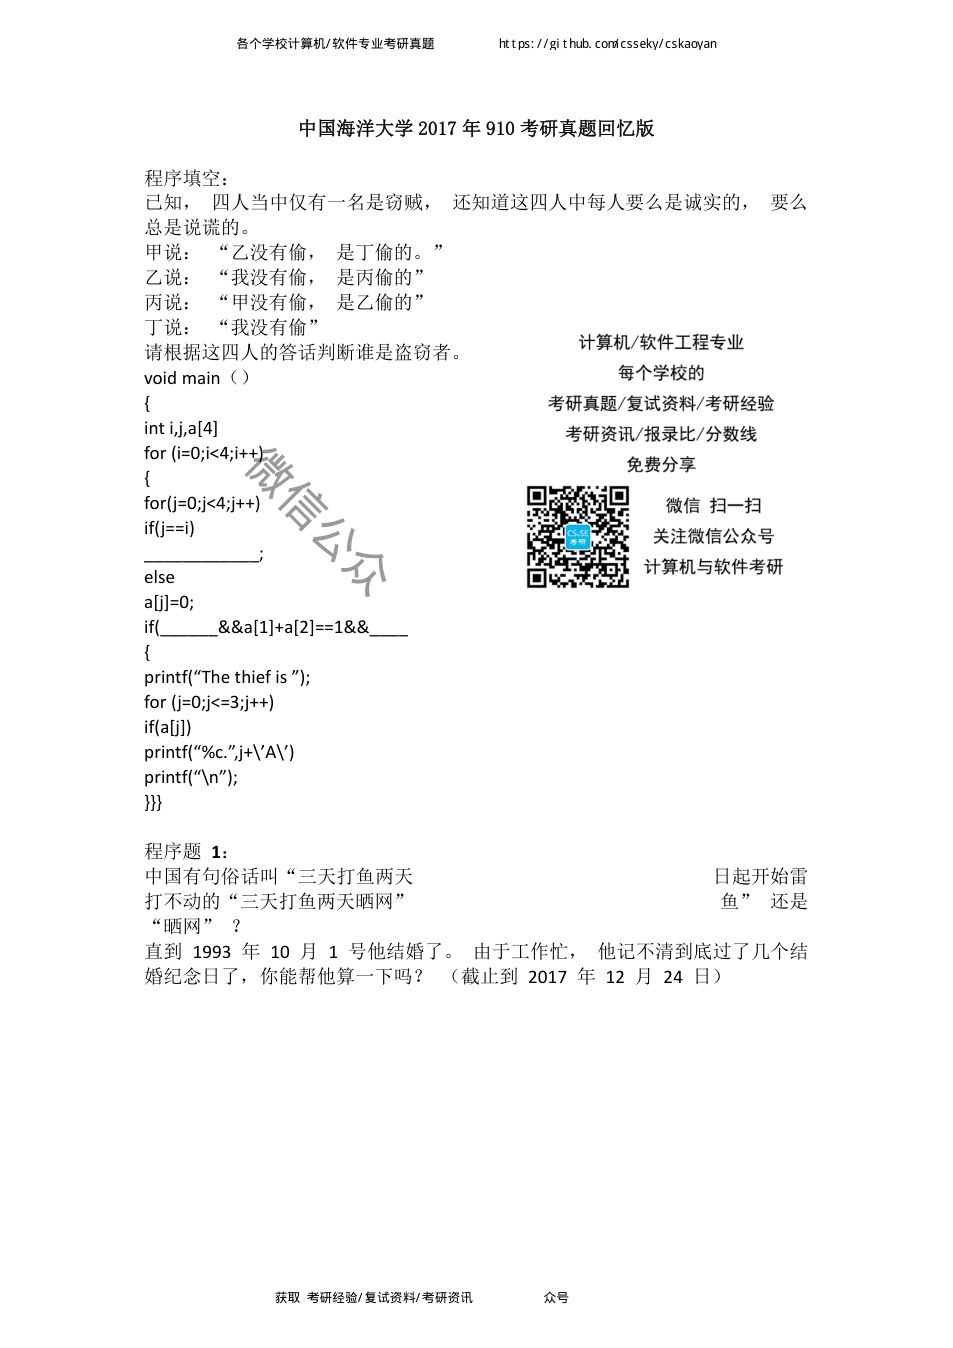 各个学校计算机/软件专业考研真题 https://github.com/csseky/cskaoyan
中国海洋大学 2017 年 910 考研真题回忆版
程序填空：
已知， 四人当中仅有一名是窃贼， 还知道这四人中每人要么是诚实的， 要么
总是说谎的。
甲说： “乙没有偷， 是丁偷的。”
乙说： “我没有偷， 是丙偷的”
丙说： “甲没有偷， 是乙偷的”
丁说： “我没有偷”
请根据这四人的答话判断谁是盗窃者。
void main（）
{
int i,j,a[4]
for (i=0;i<4;i++)
{
for(j=0;j<4;j++)
if(j==i)
____________;
else
a[j]=0;
if(______&&a[1]+a[2]==1&&____
{
printf(“The thief is ”);
for (j=0;j<=3;j++)
if(a[j])
printf(“%c.”,j+\’A\’)
printf(“\n”);
}}}
计算机/软件工程专业
每个学校的
考研真题/复试资料/考研经验
考研资讯/报录比/分数线
免费分享
CS.SE
考研
微信 扫一扫
关注微信公众号
计算机与软件考研
微信公众
程序题 1：
中国有句俗话叫“三天打鱼两天 日起开始雷
打不动的“三天打鱼两天晒网” 鱼” 还是
“晒网” ？
直到 1993 年 10 月 1 号他结婚了。 由于工作忙， 他记不清到底过了几个结
婚纪念日了，你能帮他算一下吗？ （截止到 2017 年 12 月 24 日）
获取 考研经验/复试资料/考研资讯 众号